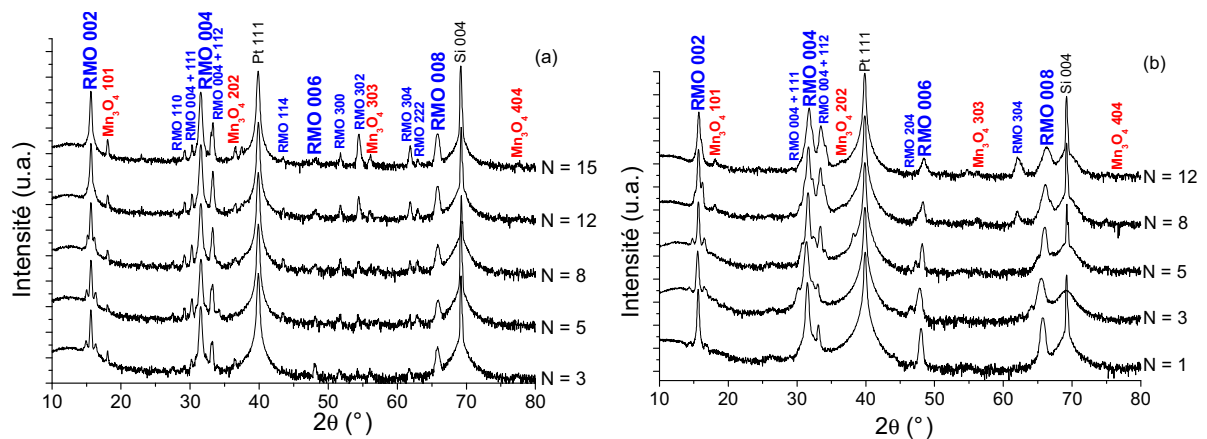 (a)
RMO 002
Mn₃O₄ 101
RMO 110
RMO 004 + 111
RMO 004
RMO 004 + 112
Mn₃O₄ 202
Pt 111
RMO 114
RMO 006
RMO 300
RMO 302
Mn₃O₄ 303
RMO 304
RMO 222
RMO 008
Si 004
Mn₃O₄ 404
N = 15
N = 12
N = 8
N = 5
N = 3
Intensité (u.a.)
10 20 30 40 50 60 70 80
2θ (°)
(b)
RMO 002
Mn₃O₄ 101
RMO 004 + 111
RMO 004
RMO 004 + 112
Mn₃O₄ 202
Pt 111
RMO 204
RMO 006
Mn₃O₄ 303
RMO 304
RMO 008
Si 004
Mn₃O₄ 404
N = 12
N = 8
N = 5
N = 3
N = 1
Intensité (u.a.)
10 20 30 40 50 60 70 80
2θ (°)